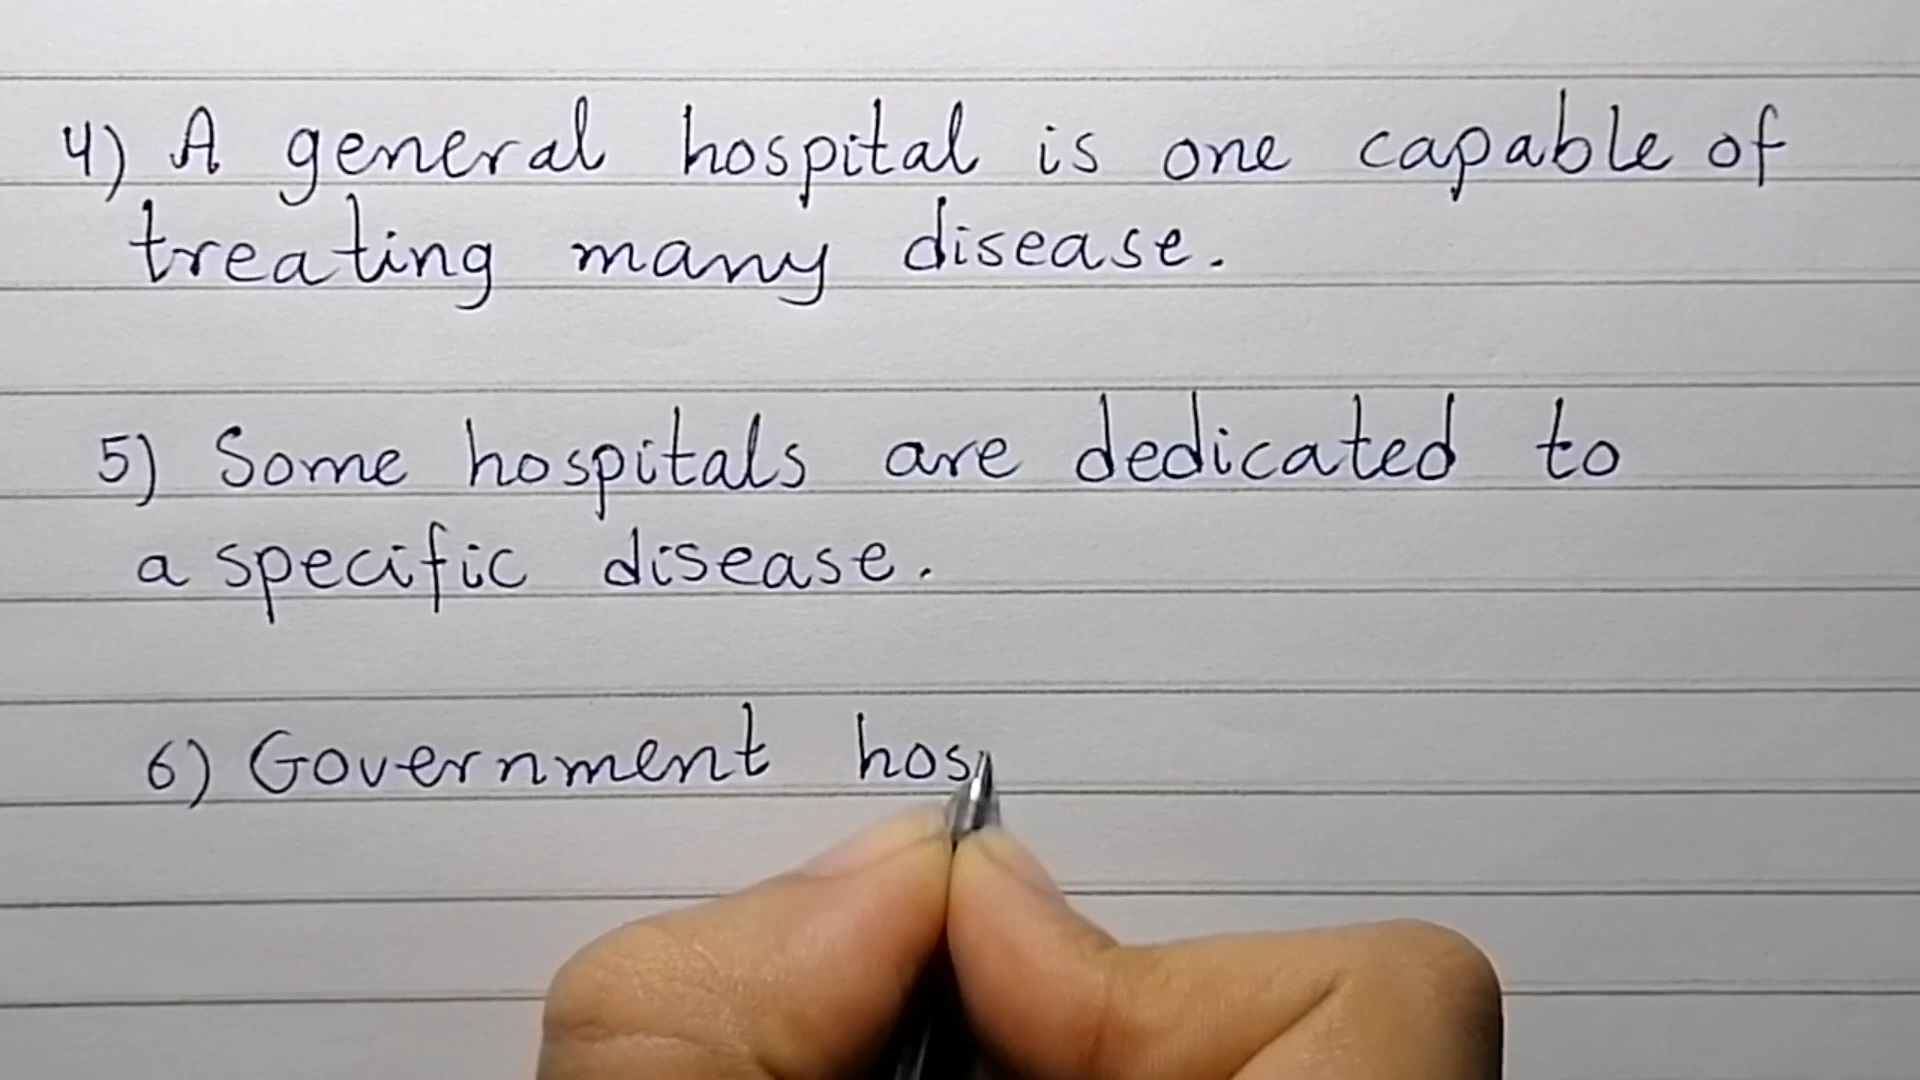 4) A general hospital is one capable of
treating many disease.
5) Some hospitals are dedicated to
a specific disease.
6) Government hos